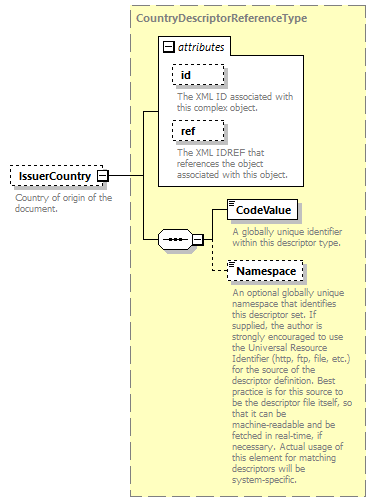 CountryDescriptorReferenceType
attributes
id
The XML ID associated with
this complex object.
ref
The XML IDREF that
references the object
associated with this object.
IssuerCountry
Country of origin of the
document.
CodeValue
A globally unique identifier
within this descriptor type.
Namespace
An optional globally unique
namespace that identifies
this descriptor set. If
supplied, the author is
strongly encouraged to use
the Universal Resource
Identifier (http, ftp, file, etc.)
for the source of the
descriptor definition. Best
practice is for this source to
be the descriptor file itself, so
that it can be
machine-readable and be
fetched in real-time, if
necessary. Actual usage of
this element for matching
descriptors will be
system-specific.